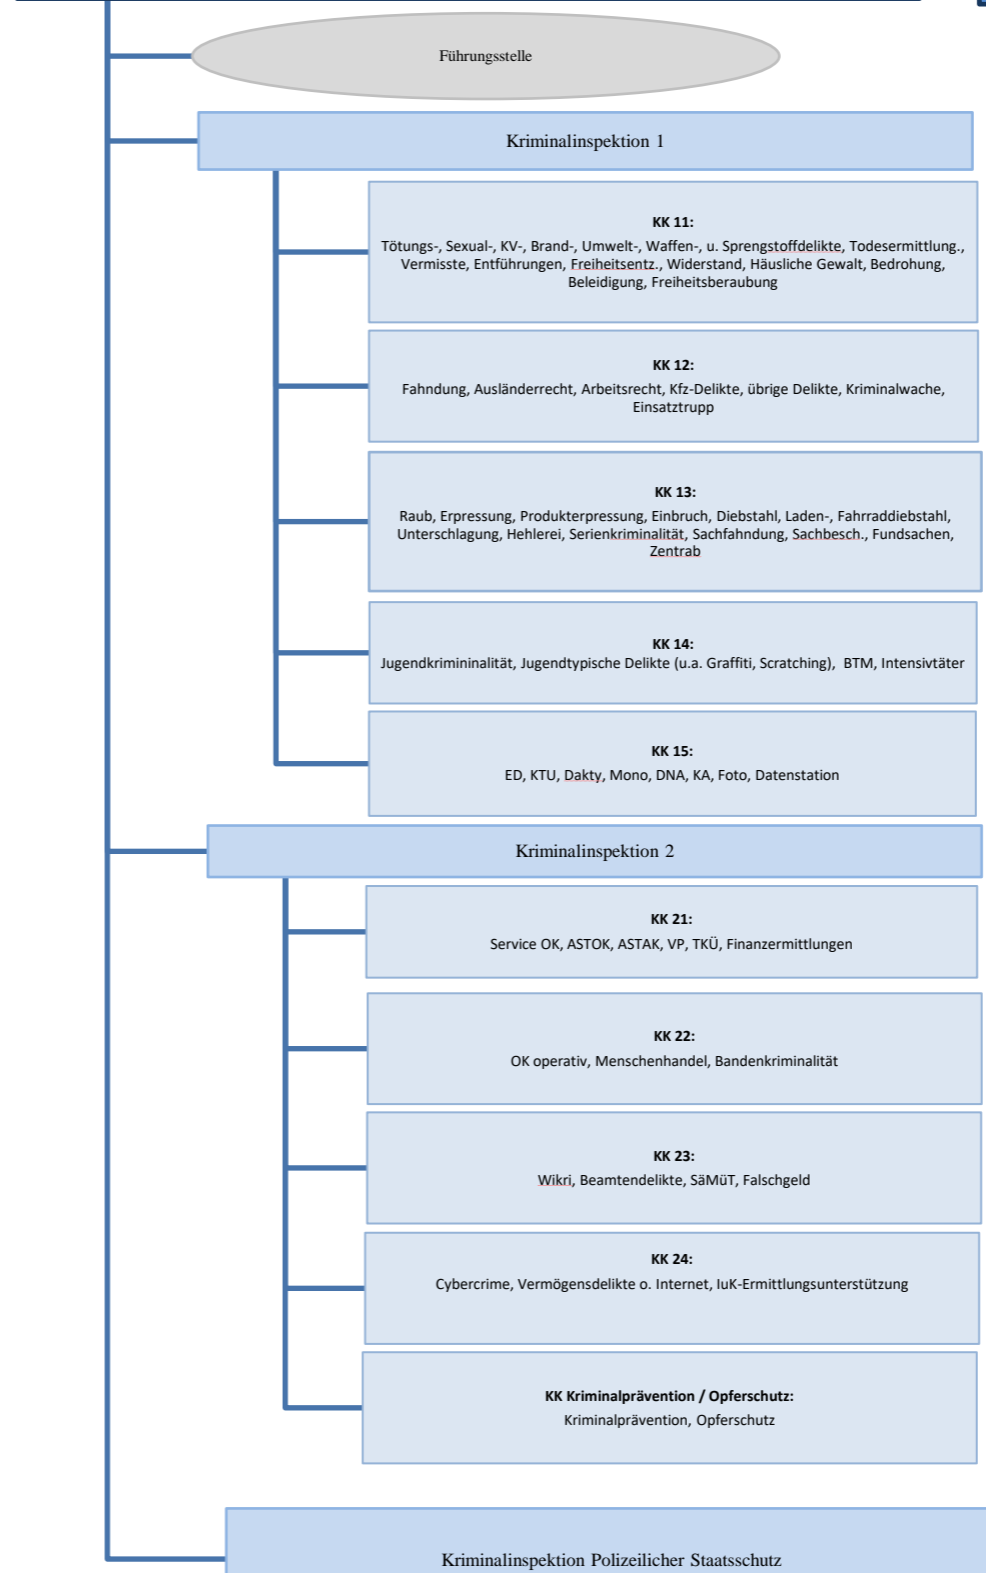 Führungsstelle
Kriminalinspektion 1
KK 11:
Tötungs-, Sexual-, KV-, Brand-, Umwelt-, Waffen-, u. Sprengstoffdelikte, Todesermittlung.,
Vermisste, Entführungen, Freiheitsentz., Widerstand, Häusliche Gewalt, Bedrohung,
Beleidigung, Freiheitsberaubung
KK 12:
Fahndung, Ausländerrecht, Arbeitsrecht, Kfz-Delikte, übrige Delikte, Kriminalwache,
Einsatztrupp
KK 13:
Raub, Erpressung, Produkterpressung, Einbruch, Diebstahl, Laden-, Fahrraddiebstahl,
Unterschlagung, Hehlerei, Serienkriminalität, Sachfahndung, Sachbesch., Fundsachen,
Zentrab
KK 14:
Jugendkrimininalität, Jugendtypische Delikte (u.a. Graffiti, Scratching), BTM, Intensivtäter
KK 15:
ED, KTU, Dakty, Mono, DNA, KA, Foto, Datenstation
Kriminalinspektion 2
KK 21:
Service OK, ASTOK, ASTAK, VP, TKÜ, Finanzermittlungen
KK 22:
OK operativ, Menschenhandel, Bandenkriminalität
KK 23:
Wikri, Beamtendelikte, SäMüT, Falschgeld
KK 24:
Cybercrime, Vermögensdelikte o. Internet, IuK-Ermittlungsunterstützung
KK Kriminalprävention / Opferschutz:
Kriminalprävention, Opferschutz
Kriminalinspektion Polizeilicher Staatsschutz